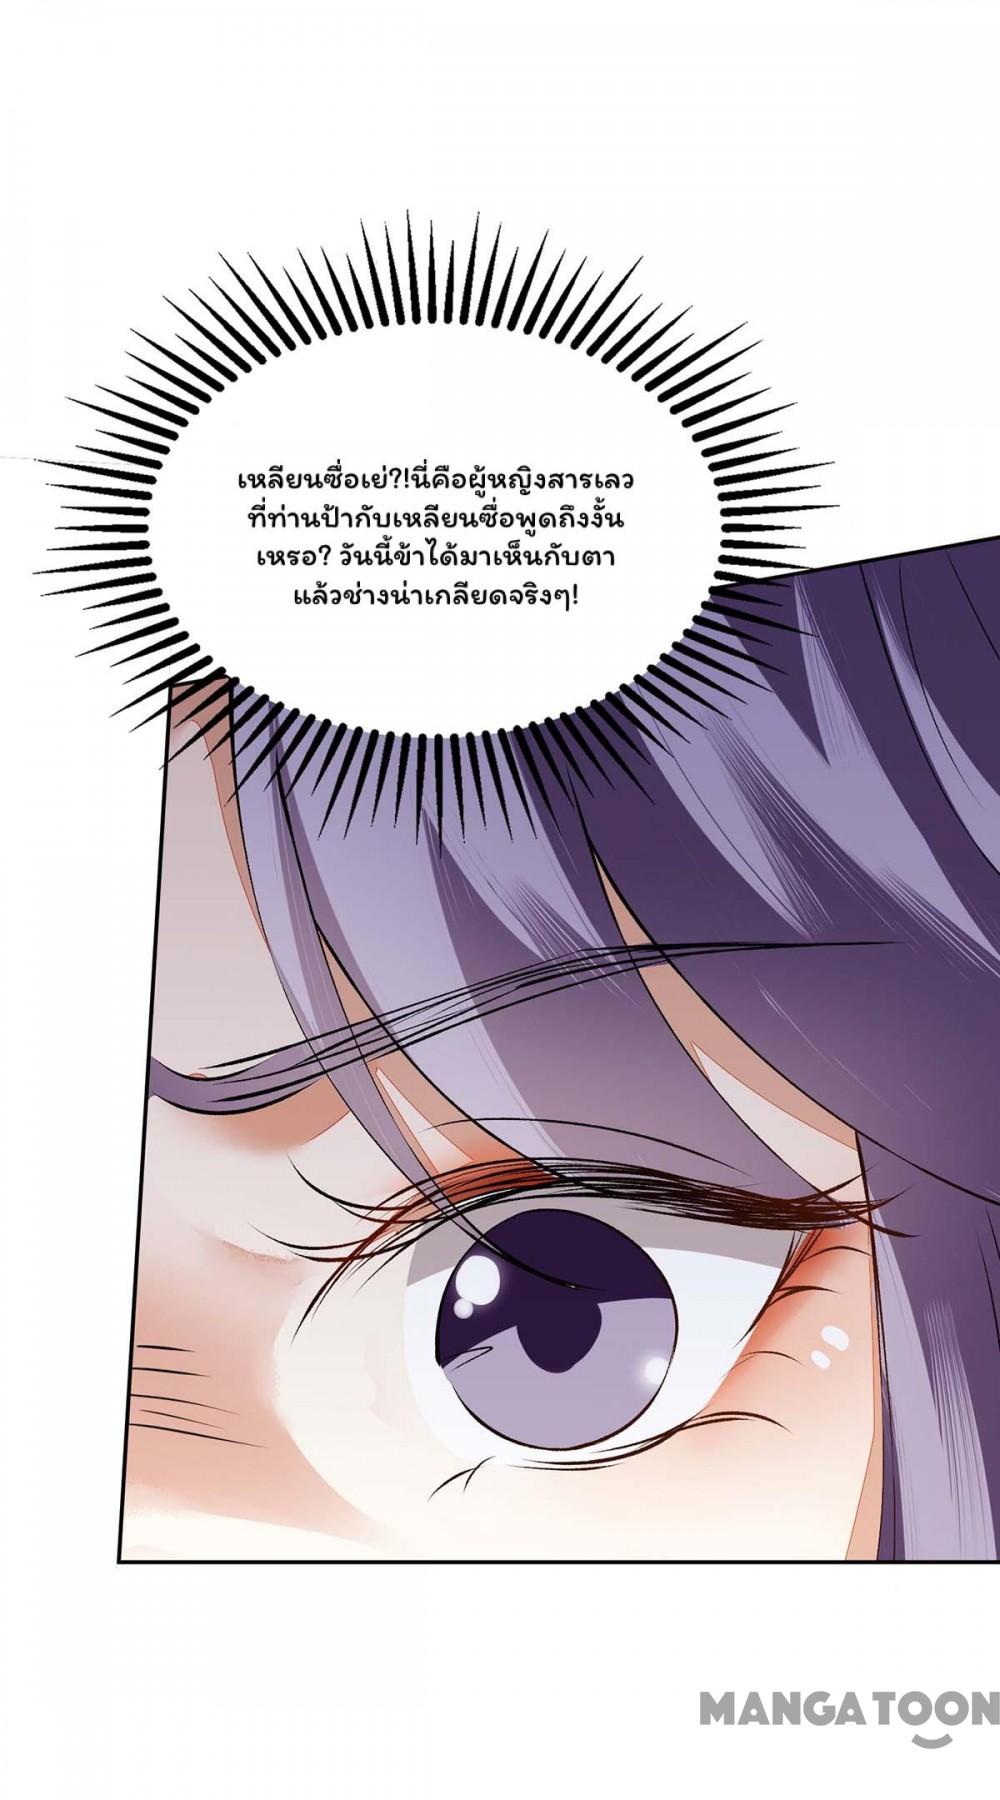 เหลียนซื่อเย่?!นี่คือผู้หญิงสารเลว
ที่ท่านป้ากับเหลียนซื่อพูดถึงงั้น
เหรอ? วันนี้ข้าได้มาเห็นกับตา
แล้วช่างน่าเกลียดจริงๆ!
MANGATOON